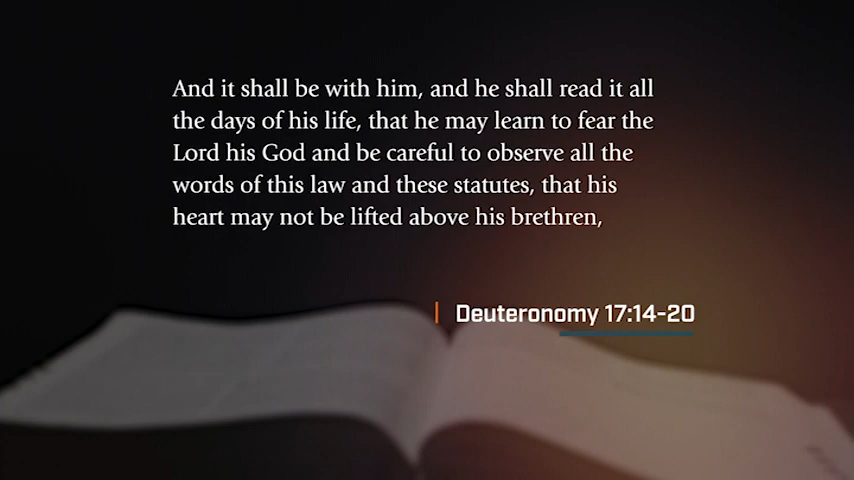 And it shall be with him, and he shall read it all
the days of his life, that he may learn to fear the
Lord his God and be careful to observe all the
words of this law and these statutes, that his
heart may not be lifted above his brethren,
Deuteronomy 17:14-20